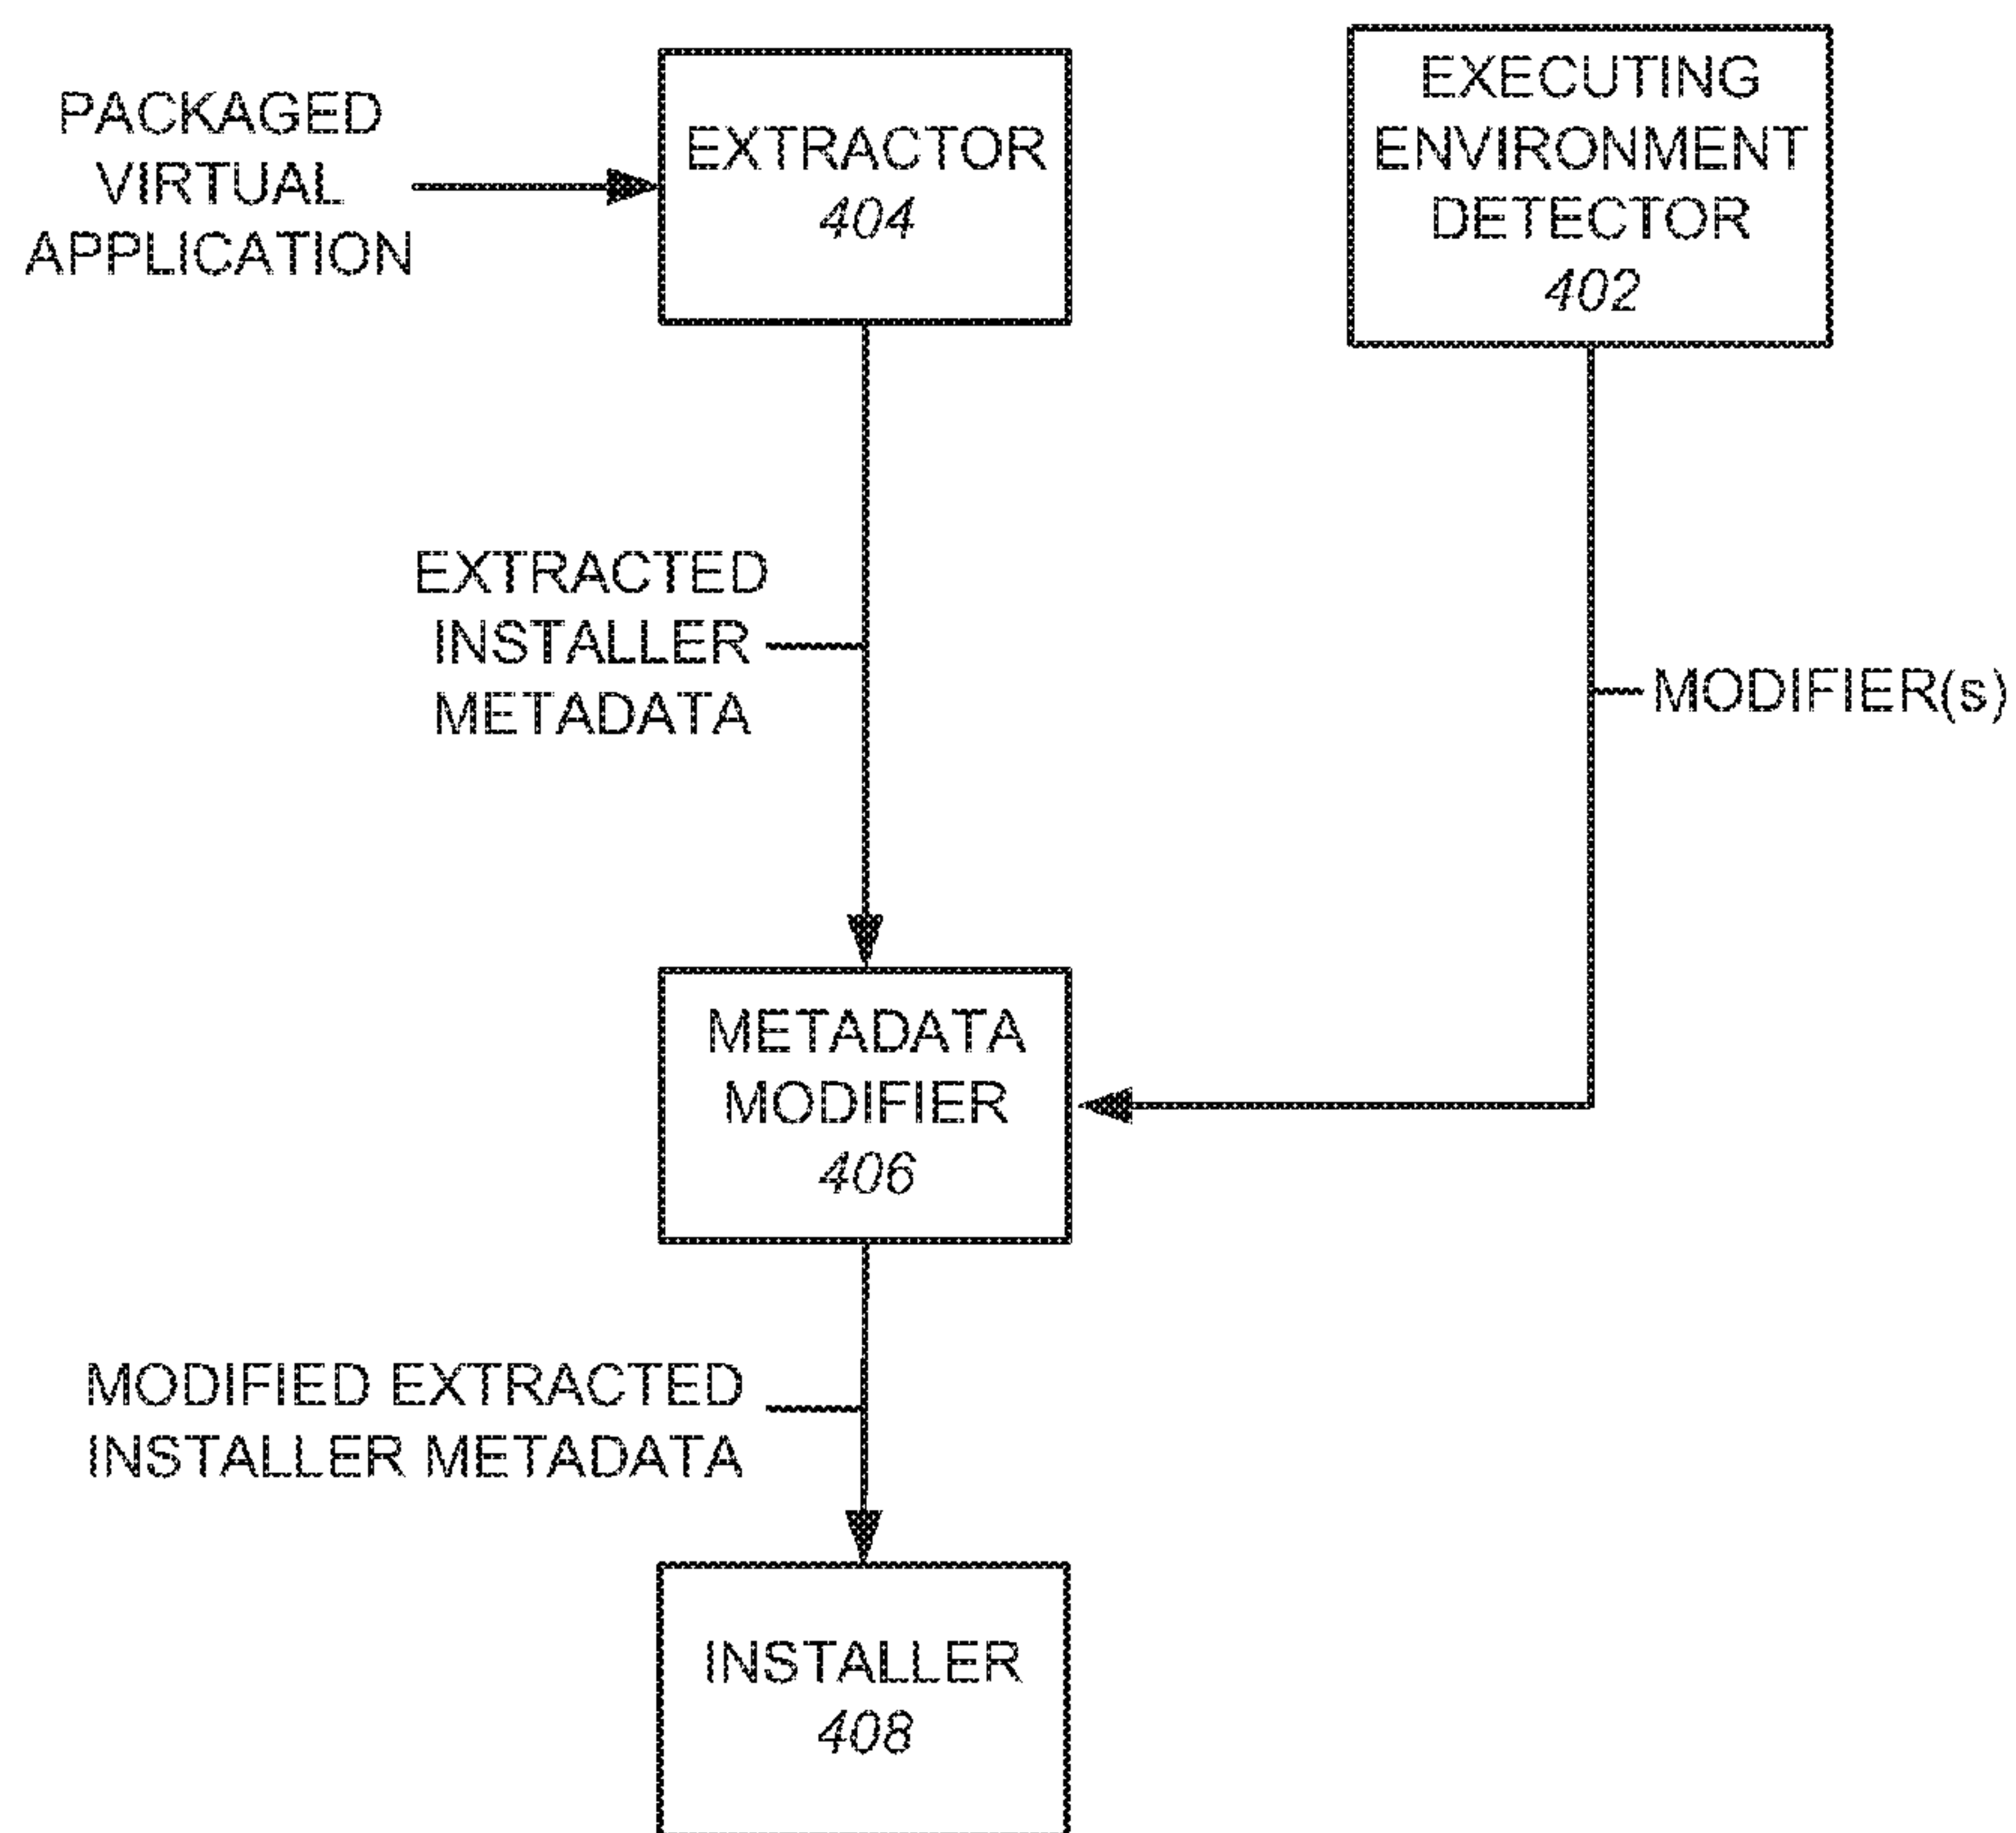 PACKAGED
VIRTUAL
APPLICATION
EXTRACTOR
404
EXECUTING
ENVIRONMENT
DETECTOR
402
EXTRACTED
INSTALLER
METADATA
MODIFIER(s)
METADATA
MODIFIER
406
MODIFIED EXTRACTED
INSTALLER METADATA
INSTALLER
408